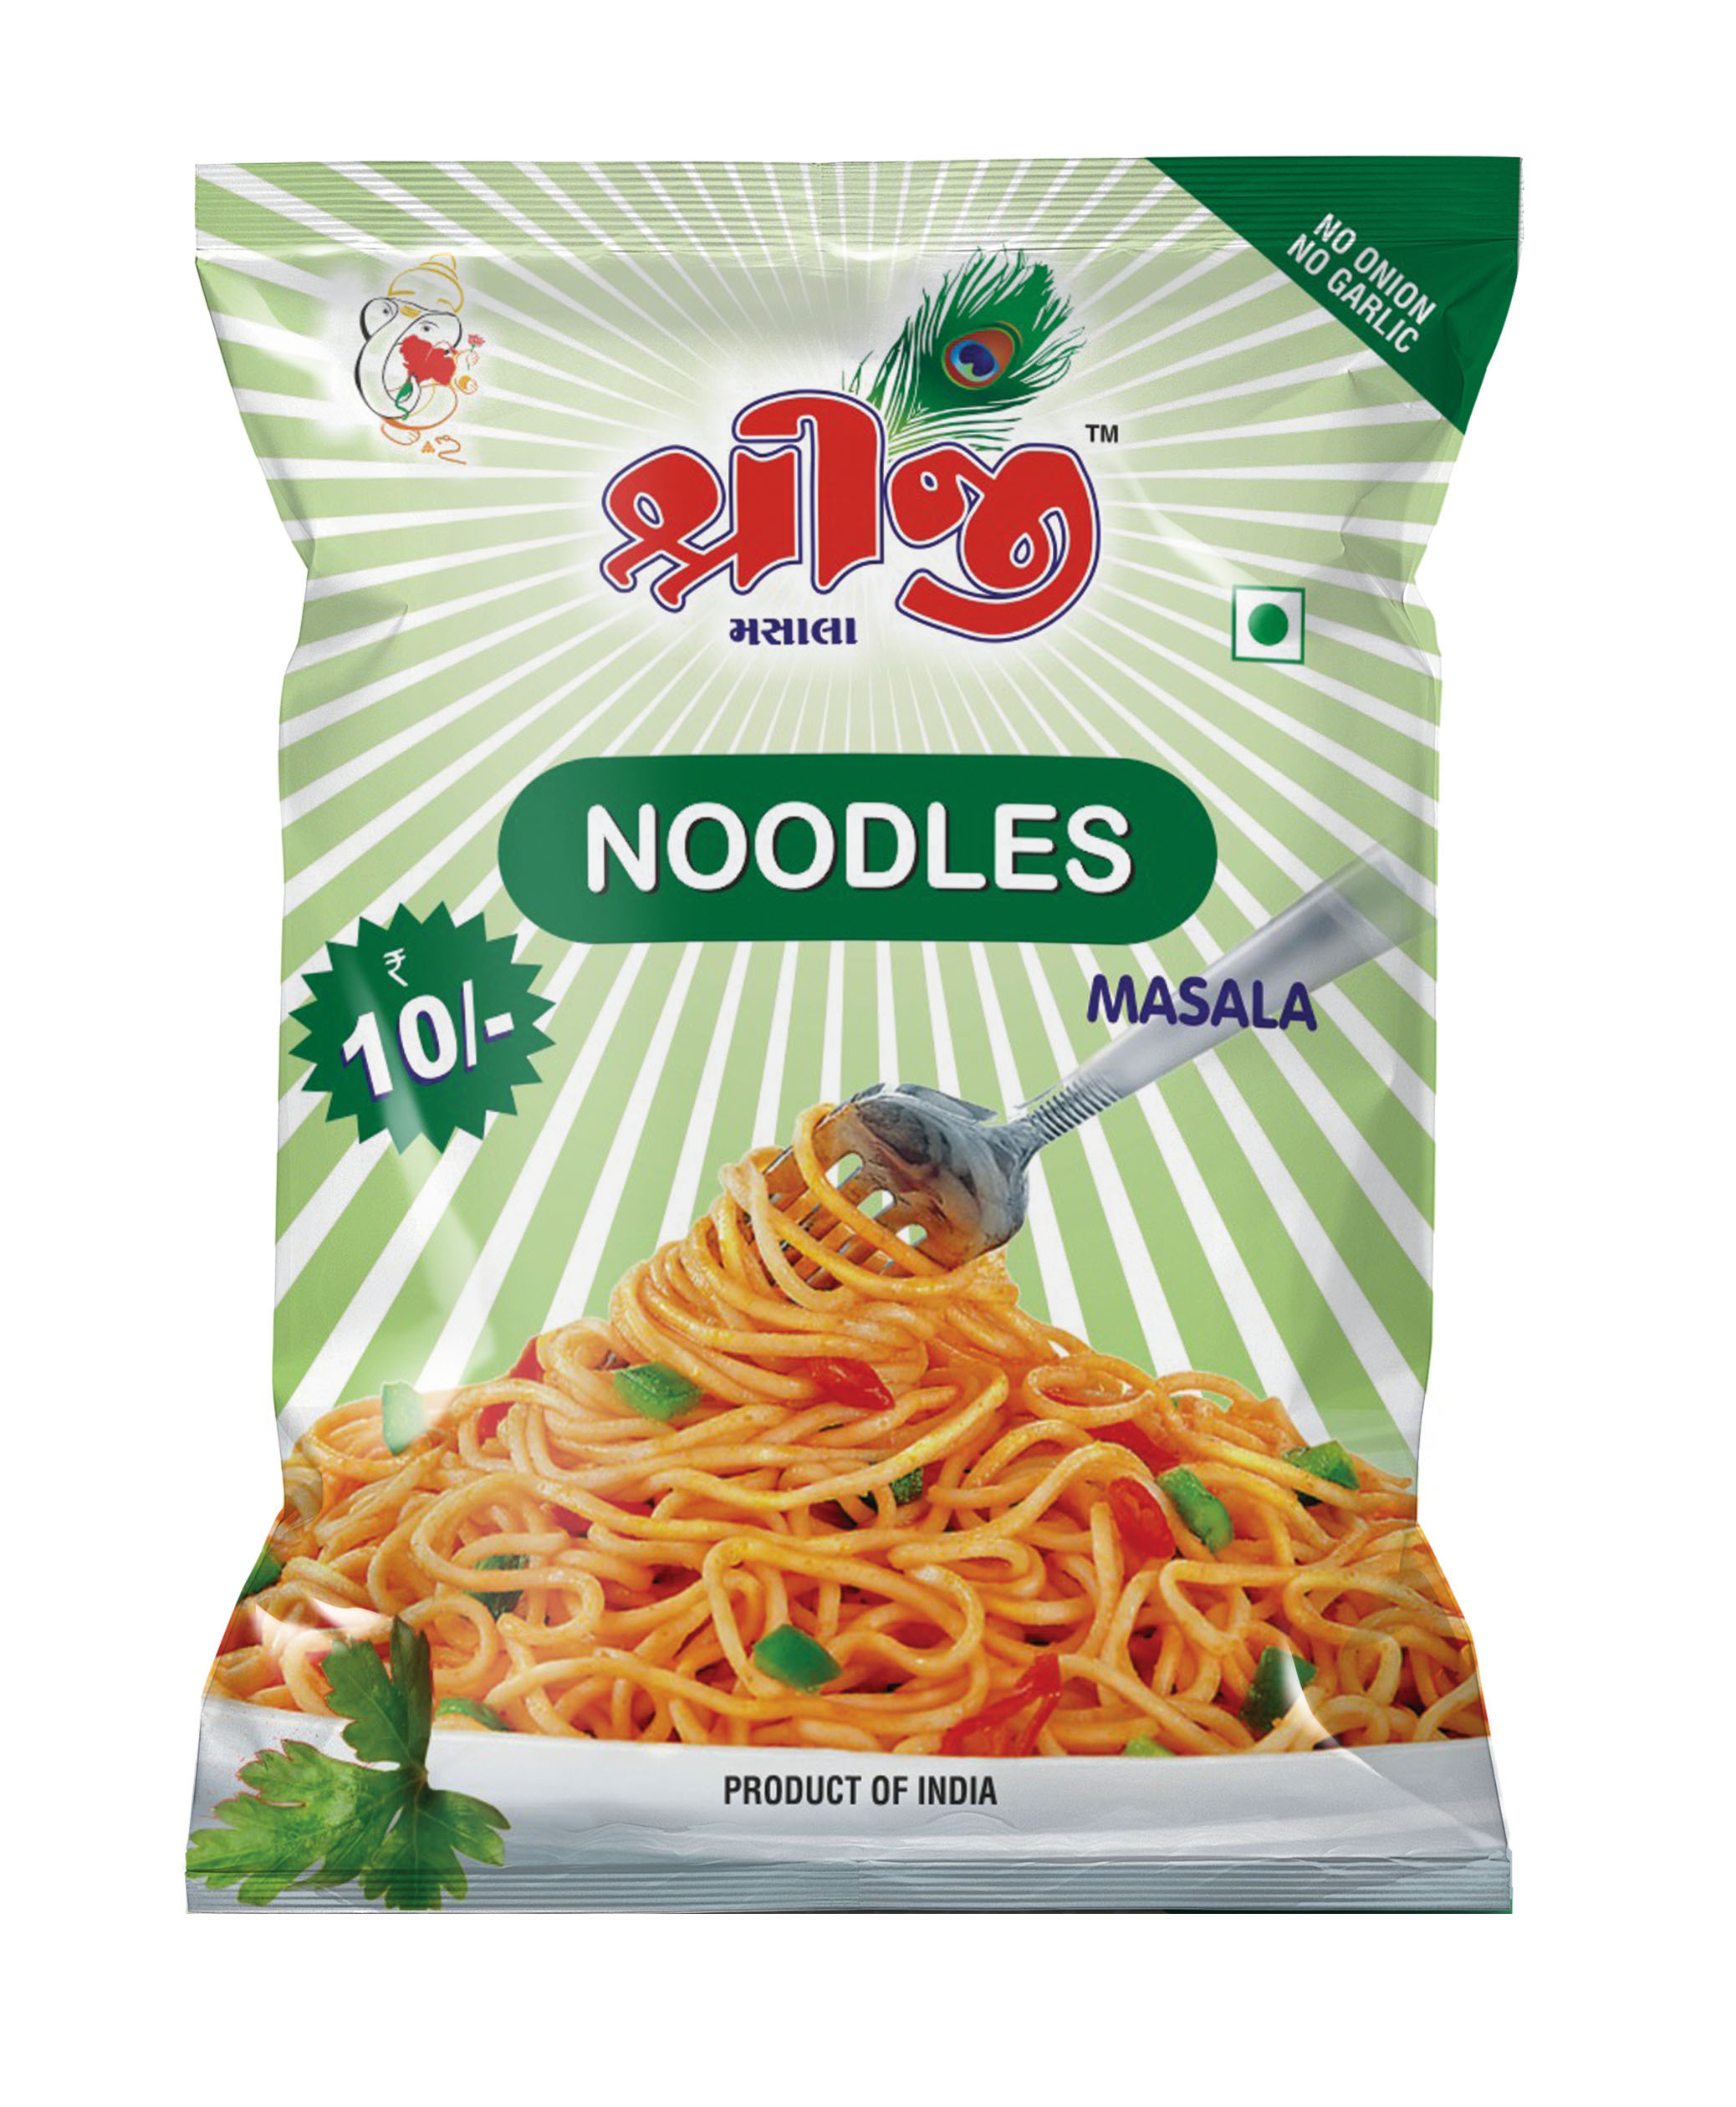 NO ONION
NO GARLIC
શ્રીજી
TM
મસાલા
NOODLES
₹
10/-
MASALA
PRODUCT OF INDIA